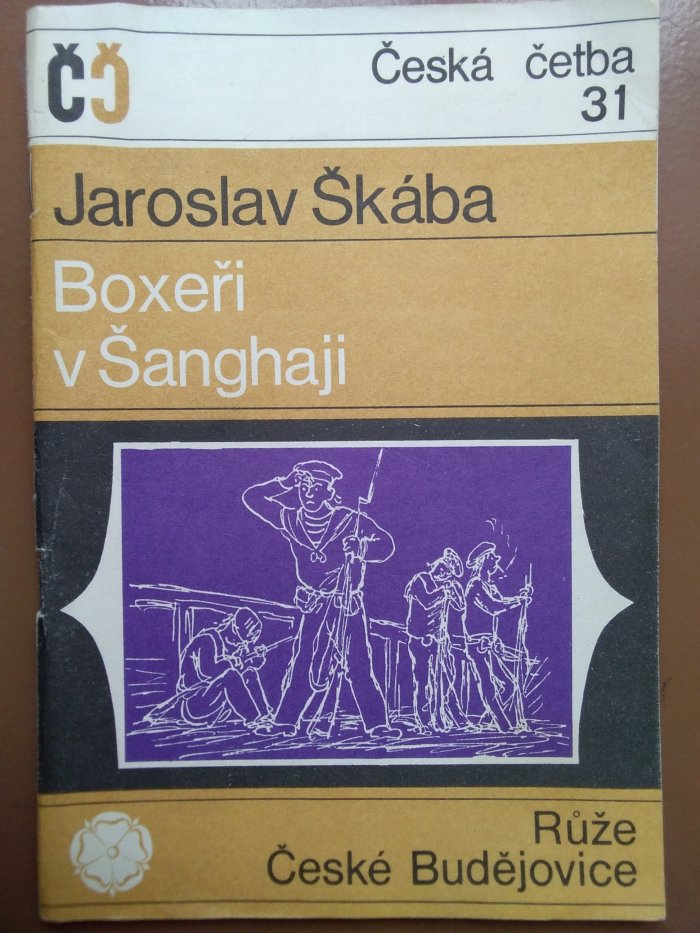 ČČ
Česká četba
31
Jaroslav Škába
Boxeři
v Šanghaji
Růže
České Budějovice